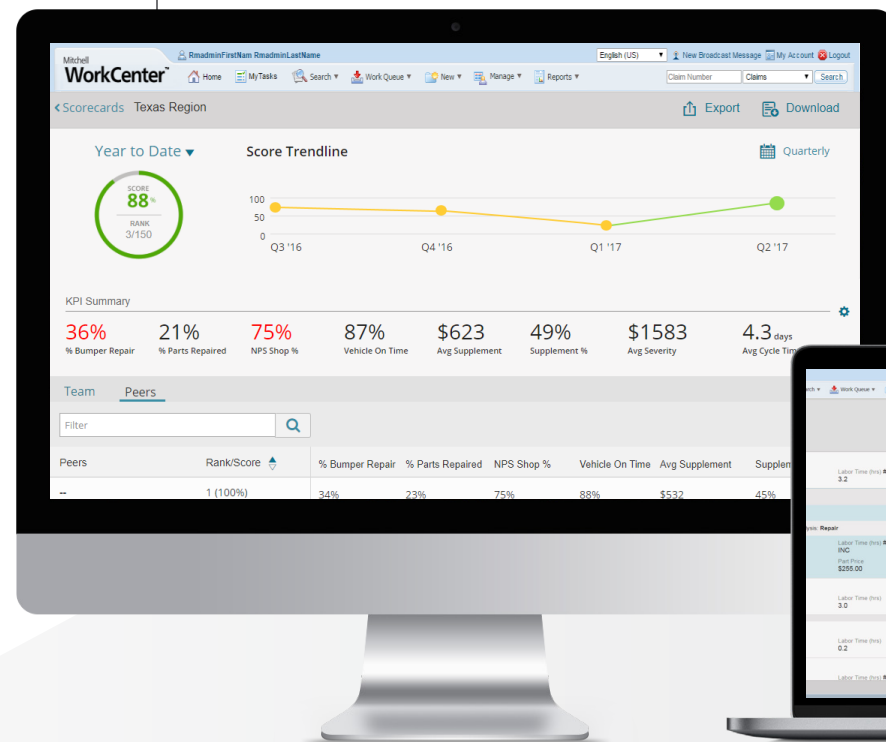 RmadminFirstNam RmadminLastName
English (US) New Broadcast Message My Account Logout
Mitchell
WorkCenter™ Home MyTasks Search Work Queue New Manage Reports Claim Number Claims Search
Scorecards Texas Region Export Download
Year to Date Score Trendline Quarterly
SCORE
88%
RANK
3/150
100
50
0
Q3 '16 Q4 '16 Q1 '17 Q2 '17
KPI Summary
36% 21% 75% 87% $623 49% $1583 4.3 days
% Bumper Repair % Parts Repaired NPS Shop % Vehicle On Time Avg Supplement Supplement % Avg Severity Avg Cycle Tim
Team Peers
Filter
Peers Rank/Score % Bumper Repair % Parts Repaired NPS Shop % Vehicle On Time Avg Supplement Supplem
-- 1 (100%) 34% 23% 75% 88% $532 45%
Work Queue
Labor Time (hrs) #
3.2
Repair
Labor Time (hrs) #
INC
Part Price
$255.00
Labor Time (hrs)
3.0
Labor Time (hrs)
0.2
Labor Time (hrs) #